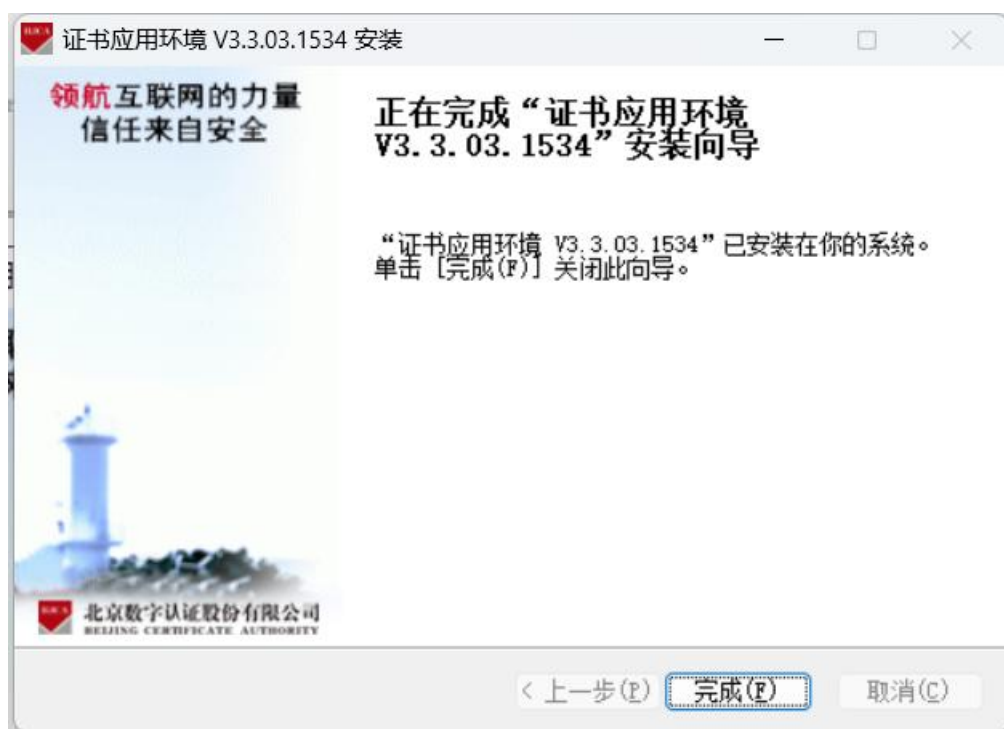 BJCA
证书应用环境 V3.3.03.1534 安装
领航互联网的力量
信任来自安全
正在完成“证书应用环境
V3.3.03.1534”安装向导
“证书应用环境 V3.3.03.1534”已安装在你的系统。
单击 [完成(F)] 关闭此向导。
BJCA
北京数字认证股份有限公司
BEIJING CERTIFICATE AUTHORITY
< 上一步(P)
完成(F)
取消(C)